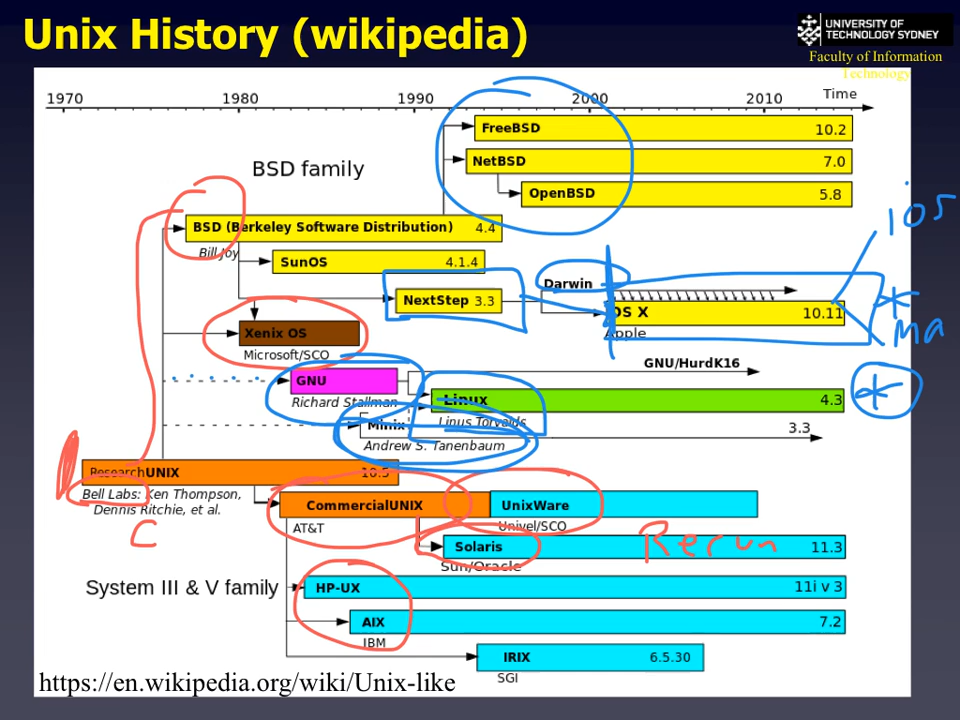 Unix History (wikipedia)
UNIVERSITY OF
TECHNOLOGY SYDNEY
Faculty of Information
Technology
1970 1980 1990 2000 2010 Time
FreeBSD 10.2
NetBSD 7.0
BSD family
OpenBSD 5.8
iOS
BSD (Berkeley Software Distribution) 4.4
Bill Joy
SunOS 4.1.4
Darwin
NextStep 3.3
OS X 10.11
Apple
ma
Xenix OS
Microsoft/SCO
GNU/HurdK16
GNU
Richard Stallman
Linux 4.3
Linus Torvalds
Minix 3.3
Andrew S. Tanenbaum
ResearchUNIX 10.5
Bell Labs: Ken Thompson,
Dennis Ritchie, et al.
C
CommercialUNIX
AT&T
UnixWare
Univel/SCO
Solaris 11.3
Sun/Oracle
System III & V family
HP-UX 11i v 3
AIX 7.2
IBM
IRIX 6.5.30
SGI
https://en.wikipedia.org/wiki/Unix-like